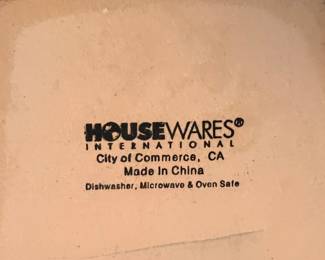 HOUSEWARES®
INTERNATIONAL
City of Commerce, CA
Made In China
Dishwasher, Microwave & Oven Safe